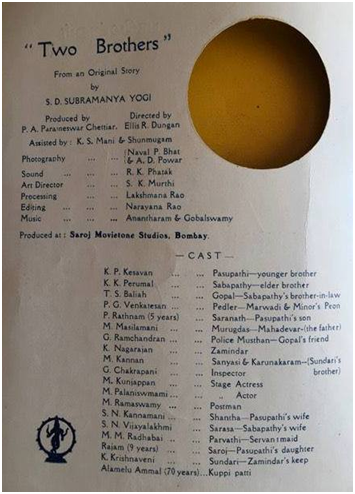 "Two Brothers"
From an Original Story
by
S. D. SUBRAMANYA YOGI
Produced by Directed by
P. A. Parameswer Chettiar. Ellis R. Dungan
Assisted by: K. S. Mani & Shunmugam
Photography ... ... Naval P. Bhat & A. D. Powar
Sound ... ... ... R. K. Phatak
Art Director ... ... S. K. Murthi
Processing ... ... Lakshmana Rao
Editing ... ... ... Narayana Rao
Music ... ... ... Anantharam & Gobalswamy
Produced at: Saroj Movietone Studios, Bombay.
— CAST —
K. P. Kesavan ... ... Pasupathi—younger brother
K. K. Perumal ... ... Sabapathy—elder brother
T. S. Baliah ... ... Gopal—Sabapathy's brother-in-law
P. G. Venkatesan ... ... Pedler—Marwadi & Minor's Peon
P. Rathnam (5 years) ... Saranath—Pasupathi's son
M. Masilamani ... ... Murugdas—Mahadevar-(the father)
G. Ramchandran ... ... Police Musthan—Gopal's friend
K. Nagarajan ... ... Zamindar
M. Kannan ... ... Sanyasi & Karunakaram—(Sundari's brother)
G. Chakrapani ... ... Inspector
M. Kunjappan ... ... Stage Actress
M. Palaniswmami ... ... Actor
M. Ramaswamy ... ... Postman
S. N. Kannamani ... ... Shantha—Pasupathi's wife
S. N. Vijayalakhmi ... Sarasa—Sabapathy's wife
M. M. Radhabai ... ... Parvathi—Servant maid
Rajam (9 years) ... ... Saroj—Pasupathi's daughter
K. Krishnaveni ... ... Sundari—Zamindar's keep
Alamelu Ammal (70 years)...Kuppi patti